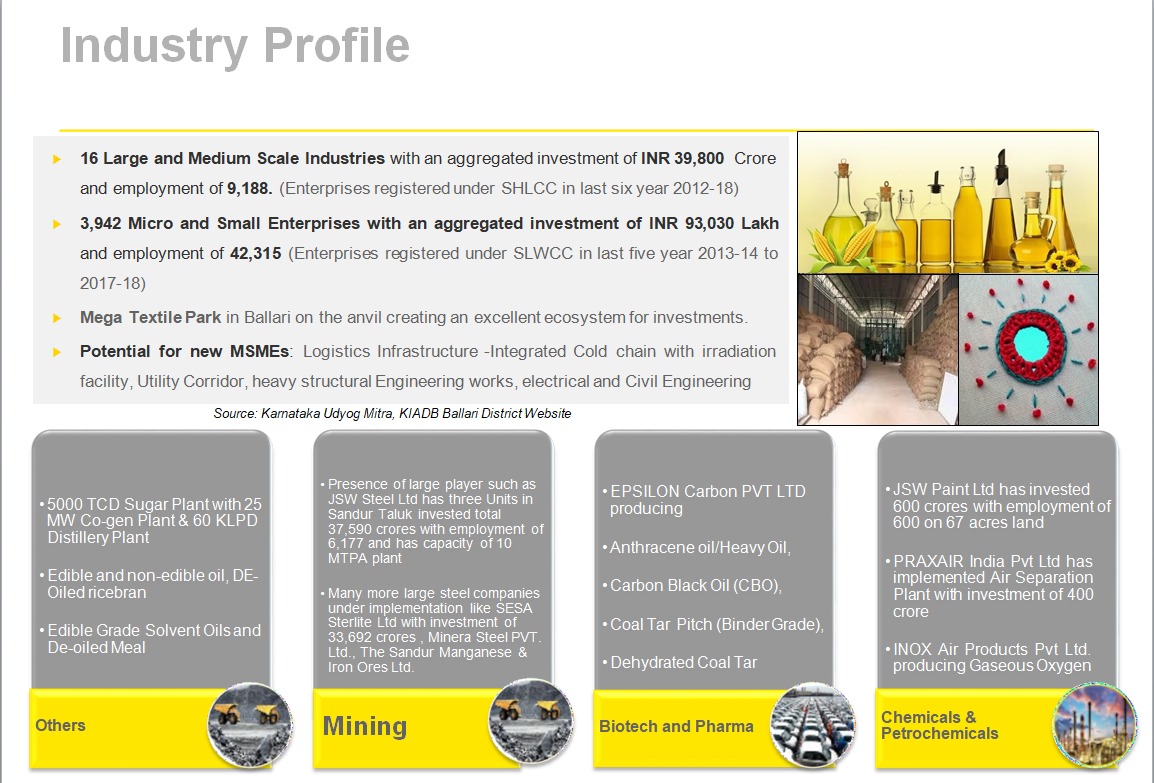 Industry Profile
16 Large and Medium Scale Industries with an aggregated investment of INR 39,800 Crore
and employment of 9,188. (Enterprises registered under SHLCC in last six year 2012-18)
3,942 Micro and Small Enterprises with an aggregated investment of INR 93,030 Lakh
and employment of 42,315 (Enterprises registered under SLWCC in last five year 2013-14 to
2017-18)
Mega Textile Park in Ballari on the anvil creating an excellent ecosystem for investments.
Potential for new MSMEs: Logistics Infrastructure -Integrated Cold chain with irradiation
facility, Utility Corridor, heavy structural Engineering works, electrical and Civil Engineering
Source: Karnataka Udyog Mitra, KIADB Ballari District Website
• 5000 TCD Sugar Plant with 25
MW Co-gen Plant & 60 KLPD
Distillery Plant
• Edible and non-edible oil, DE-
Oiled ricebran
• Edible Grade Solvent Oils and
De-oiled Meal
Others
• Presence of large player such as
JSW Steel Ltd has three Units in
Sandur Taluk invested total
37,590 crores with employment of
6,177 and has capacity of 10
MTPA plant
• Many more large steel companies
under implementation like SESA
Sterlite Ltd with investment of
33,692 crores , Minera Steel PVT.
Ltd., The Sandur Manganese &
Iron Ores Ltd.
Mining
• EPSILON Carbon PVT LTD
producing
• Anthracene oil/Heavy Oil,
• Carbon Black Oil (CBO),
• Coal Tar Pitch (Binder Grade),
• Dehydrated Coal Tar
Biotech and Pharma
• JSW Paint Ltd has invested
600 crores with employment of
600 on 67 acres land
• PRAXAIR India Pvt Ltd has
implemented Air Separation
Plant with investment of 400
crore
• INOX Air Products Pvt Ltd.
producing Gaseous Oxygen
Chemicals &
Petrochemicals